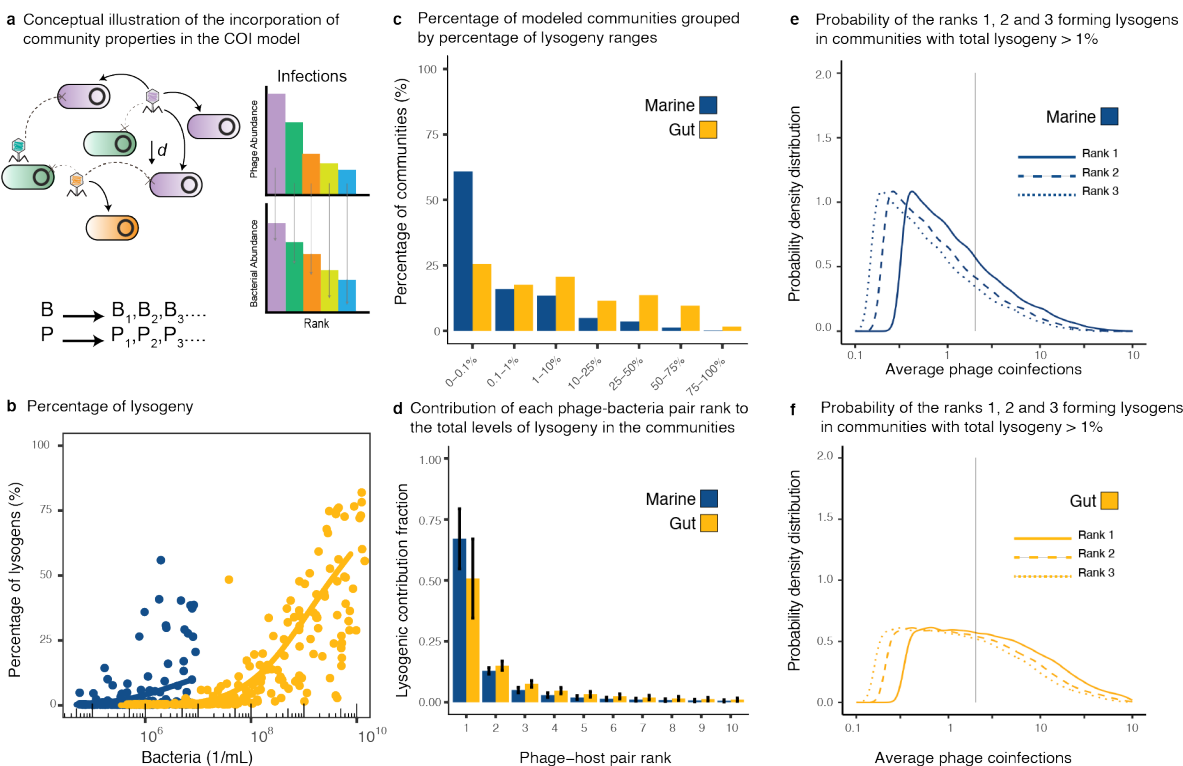 a Conceptual illustration of the incorporation of
community properties in the COI model
Infections
Phage Abundance
Bacterial Abundance
Rank
d
B → B1,B2,B3....
P → P1,P2,P3....
b Percentage of lysogeny
Percentage of lysogens (%)
100
75
50
25
0
10^6
10^8
10^10
Bacteria (1/mL)
c Percentage of modeled communities grouped
by percentage of lysogeny ranges
Percentage of communities (%)
100
75
50
25
0
Marine
Gut
0–0.1%
0.1–1%
1–10%
10–25%
25–50%
50–75%
75–100%
d Contribution of each phage-bacteria pair rank to
the total levels of lysogeny in the communities
Lysogenic contribution fraction
1.00
0.75
0.50
0.25
0.00
Marine
Gut
1 2 3 4 5 6 7 8 9 10
Phage–host pair rank
e Probability of the ranks 1, 2 and 3 forming lysogens
in communities with total lysogeny > 1%
Probability density distribution
2.0
1.5
1.0
0.5
0.0
Marine
Rank 1
Rank 2
Rank 3
0.1 1 10 10
Average phage coinfections
f Probability of the ranks 1, 2 and 3 forming lysogens
in communities with total lysogeny > 1%
Probability density distribution
2.0
1.5
1.0
0.5
0.0
Gut
Rank 1
Rank 2
Rank 3
0.1 1 10 10
Average phage coinfections